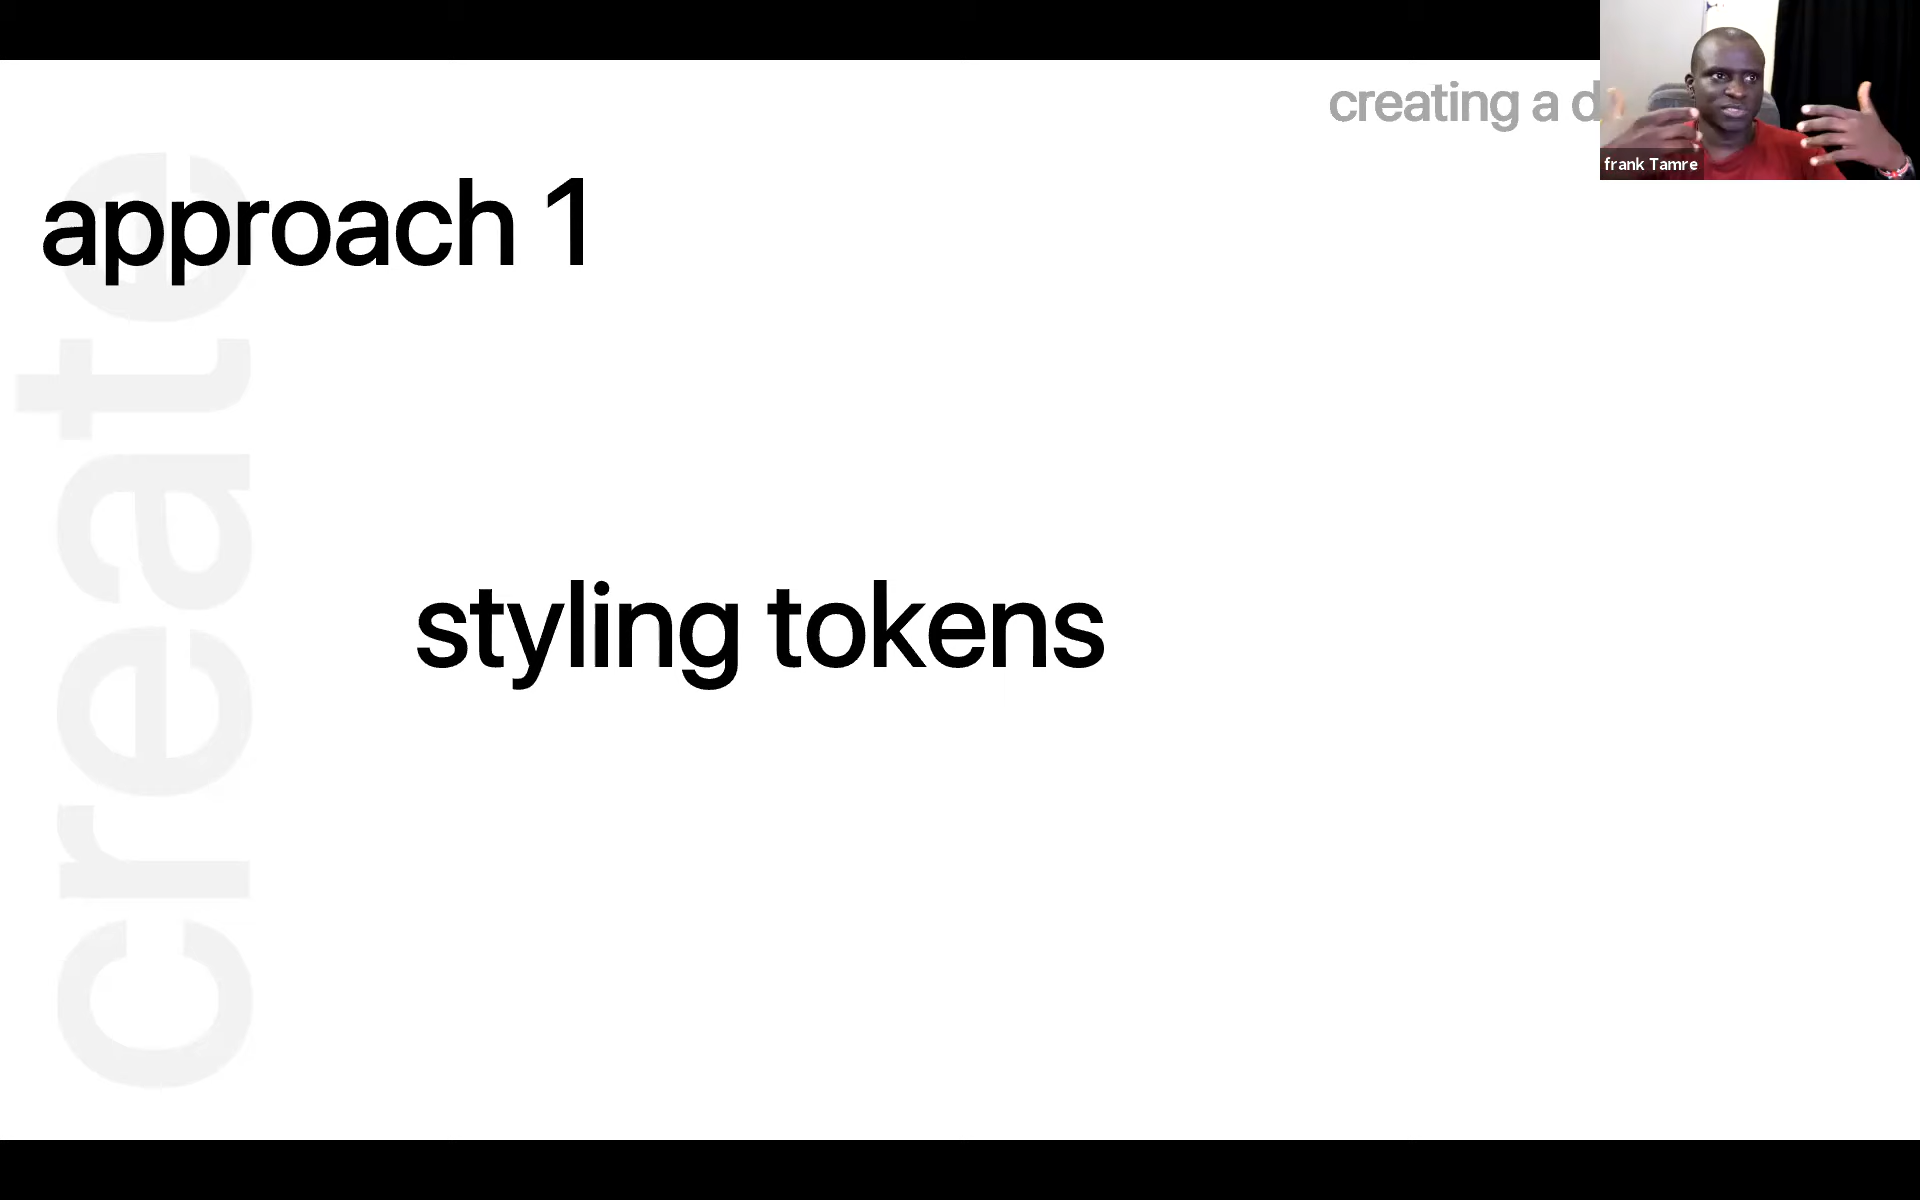 creating a d
frank Tamre
approach 1
create
styling tokens